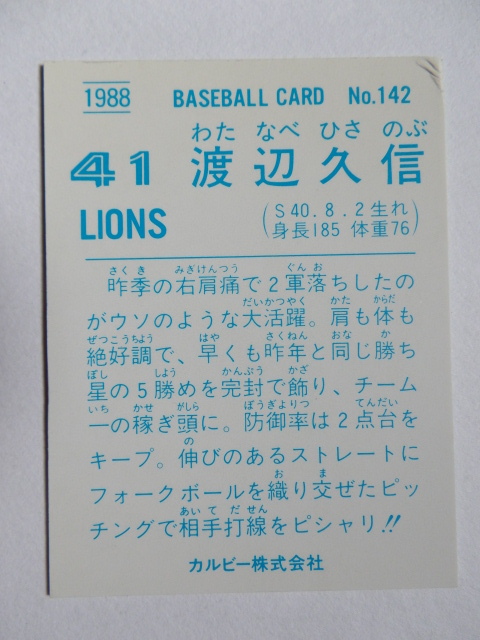 1988 BASEBALL CARD No.142
わた なべ ひさ のぶ
41 渡辺久信
LIONS
(S40.8.2生れ
身長185 体重76)
さく き みぎけんつう ぐん お
昨季の右肩痛で2軍落ちしたの
だいかつやく かた からだ
がウソのような大活躍。肩も体も
ぜつこうちょう はや さくねん おな か
絶好調で、早くも昨年と同じ勝ち
ぼし しょう かんぷう かざ
星の5勝めを完封で飾り、チーム
いち かせ がしら ぼうぎょりつ てんだい
一の稼ぎ頭に。防御率は2点台を
の
キープ。伸びのあるストレートに
お ま
フォークボールを織り交ぜたピッ
あいて だ せん
チングで相手打線をピシャリ!!
カルビー株式会社